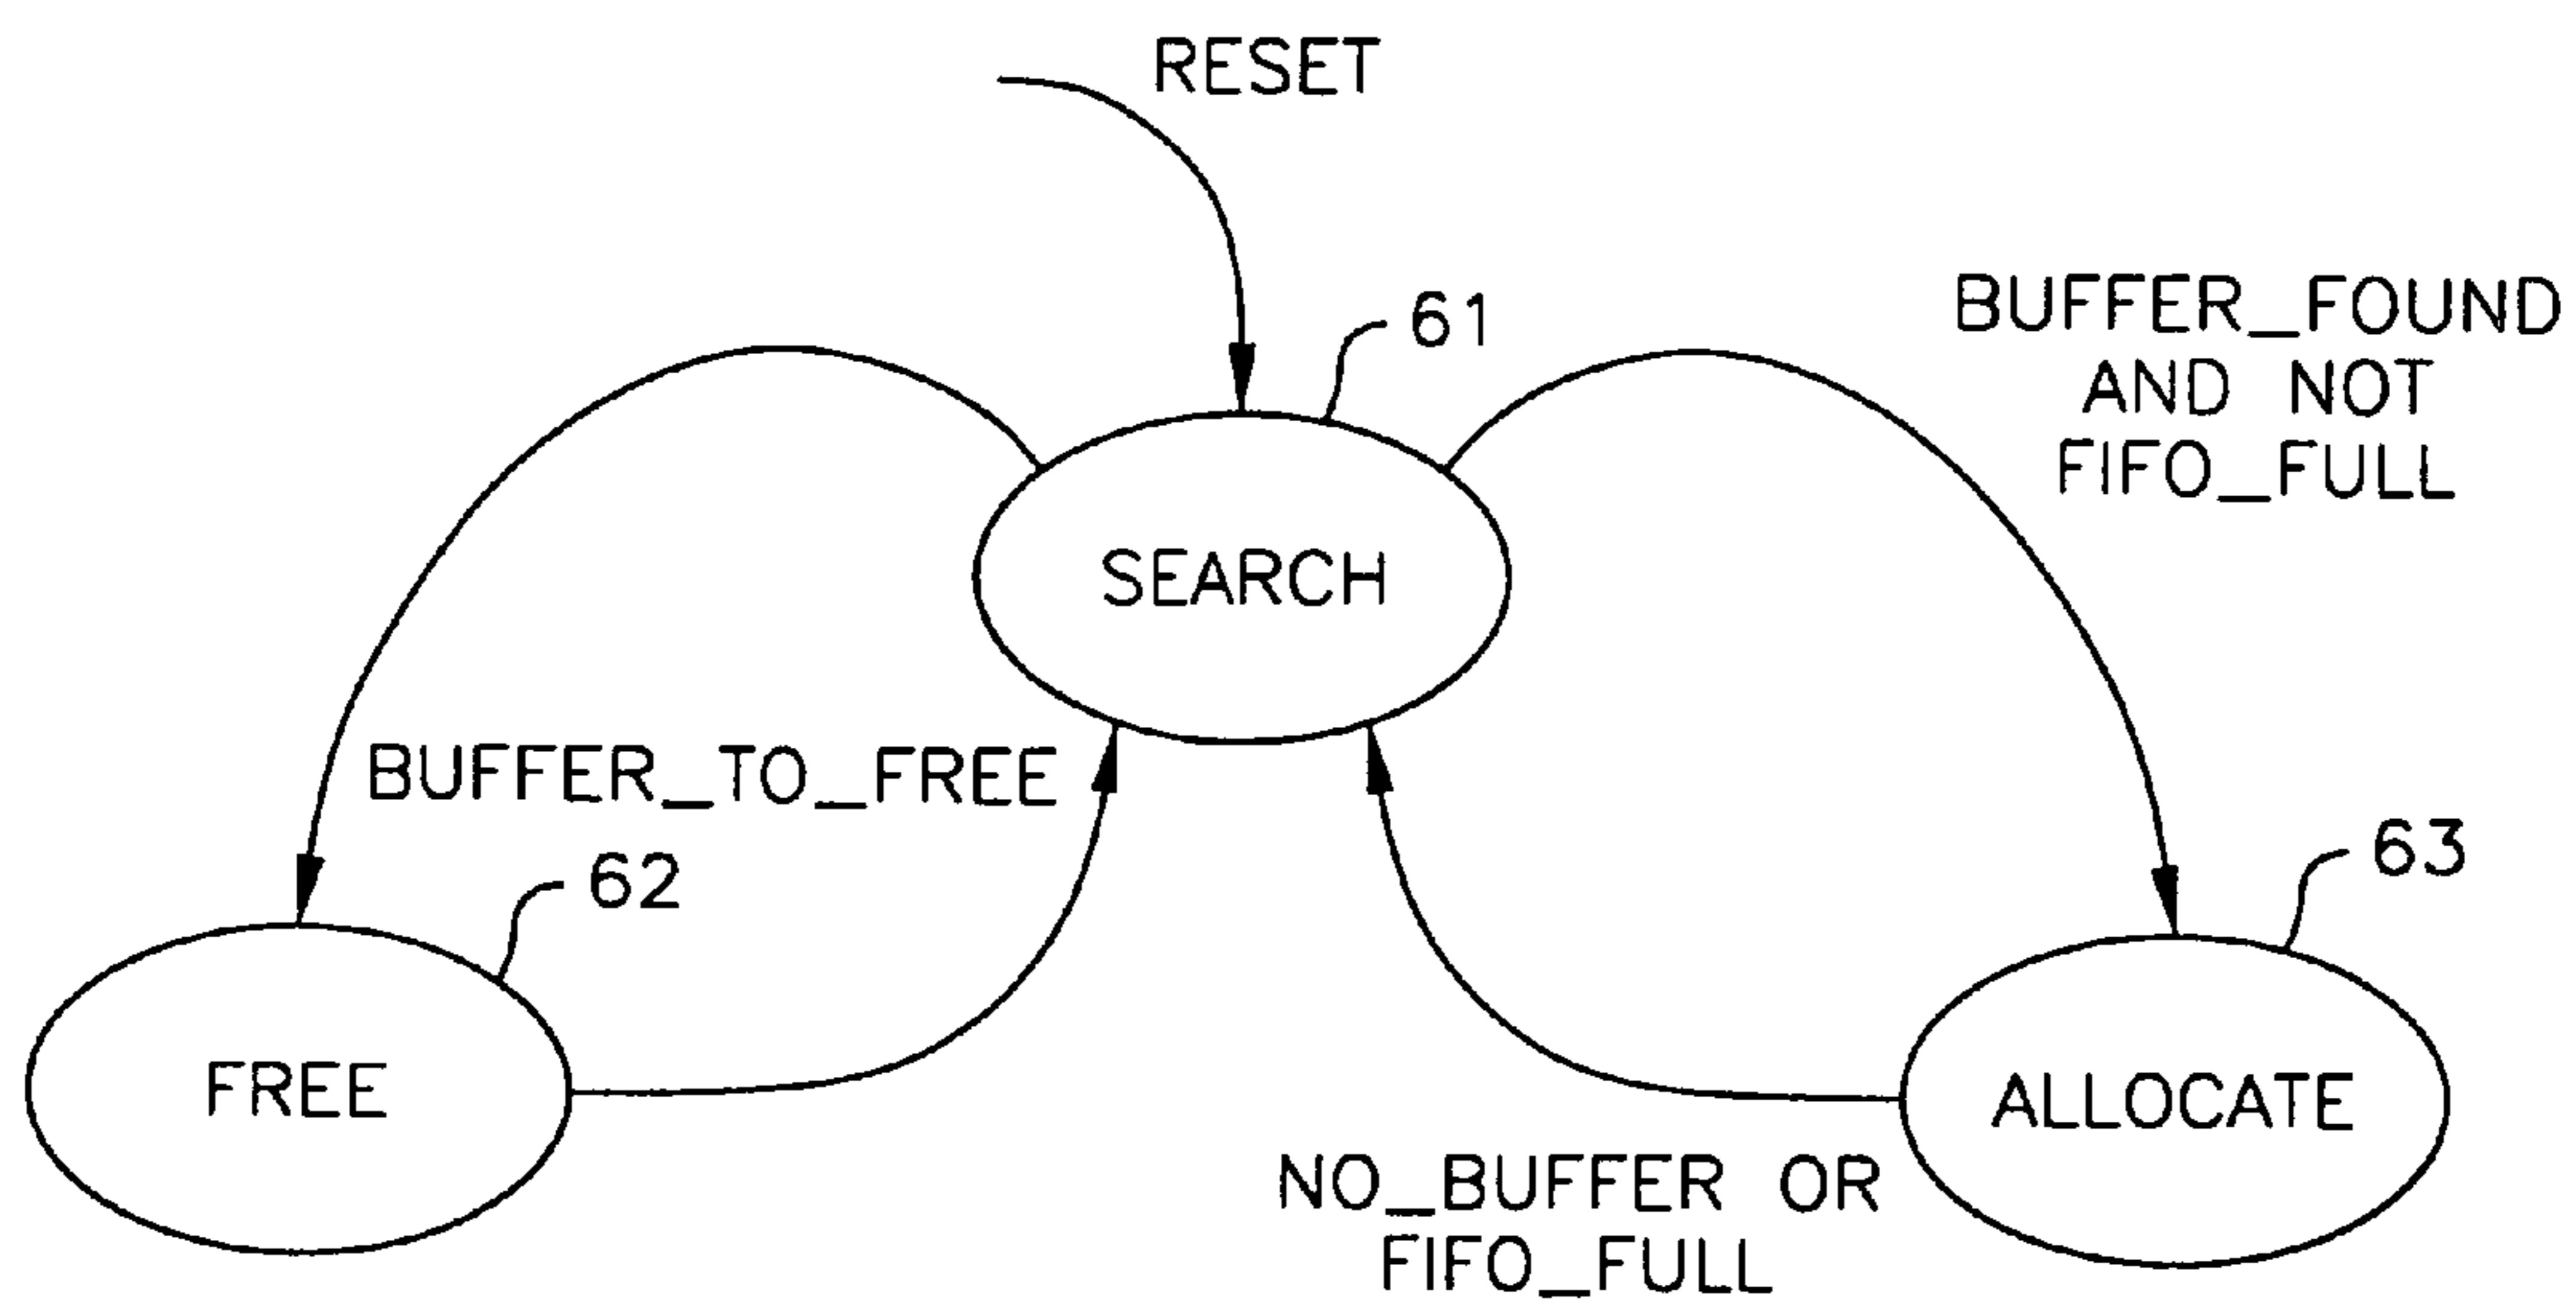 RESET
61
BUFFER_FOUND
AND NOT
FIFO_FULL
SEARCH
BUFFER_TO_FREE
62
63
FREE
ALLOCATE
NO_BUFFER OR
FIFO_FULL